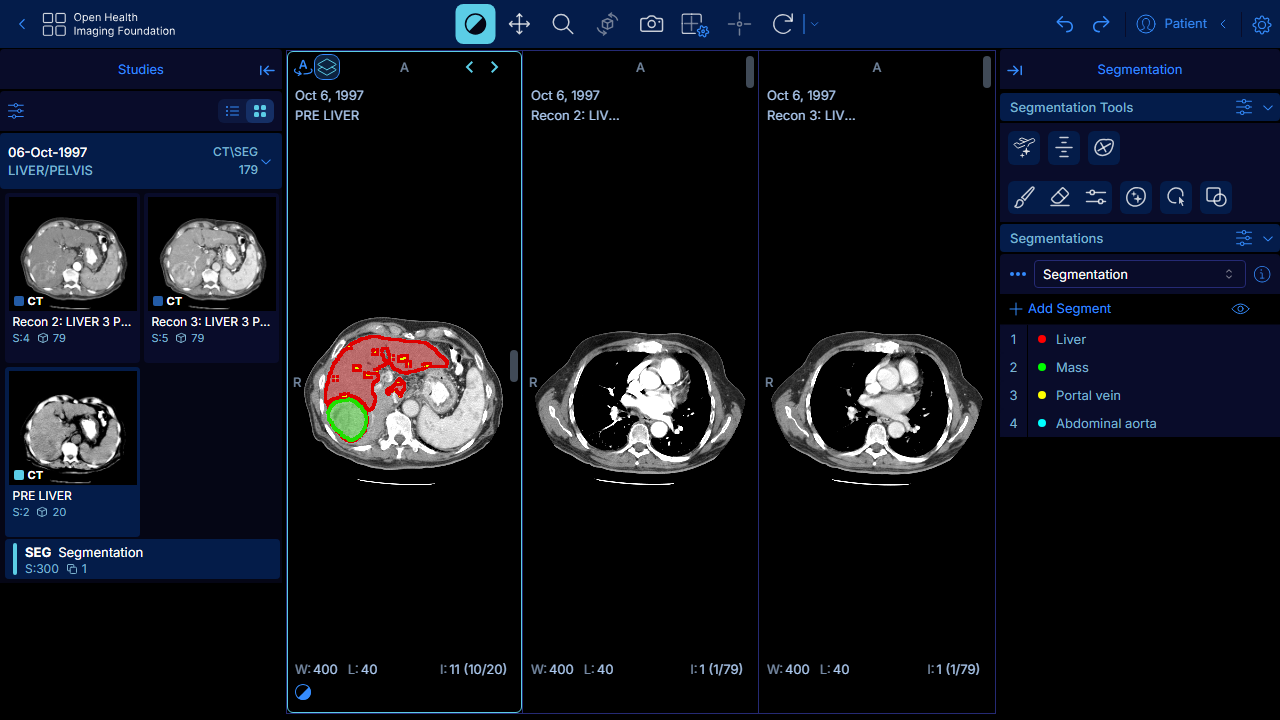 Open Health
Imaging Foundation
Patient
Studies
06-Oct-1997
CT\SEG
LIVER/PELVIS
179
CT
Recon 2: LIVER 3 P...
S:4 79
CT
Recon 3: LIVER 3 P...
S:5 79
CT
PRE LIVER
S:2 20
SEG Segmentation
S:300 1
A
A
Oct 6, 1997
PRE LIVER
R
W:400 L:40 I:11 (10/20)
A
Oct 6, 1997
Recon 2: LIV...
R
W:400 L:40 I:1 (1/79)
A
Oct 6, 1997
Recon 3: LIV...
R
W:400 L:40 I:1 (1/79)
Segmentation
Segmentation Tools
Segmentations
Segmentation
Add Segment
1 Liver
2 Mass
3 Portal vein
4 Abdominal aorta